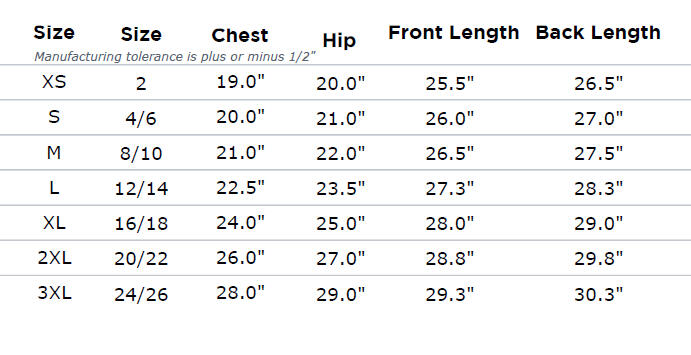 Size Size Chest Hip Front Length Back Length
Manufacturing tolerance is plus or minus 1/2"
XS 2 19.0" 20.0" 25.5" 26.5"
S 4/6 20.0" 21.0" 26.0" 27.0"
M 8/10 21.0" 22.0" 26.5" 27.5"
L 12/14 22.5" 23.5" 27.3" 28.3"
XL 16/18 24.0" 25.0" 28.0" 29.0"
2XL 20/22 26.0" 27.0" 28.8" 29.8"
3XL 24/26 28.0" 29.0" 29.3" 30.3"